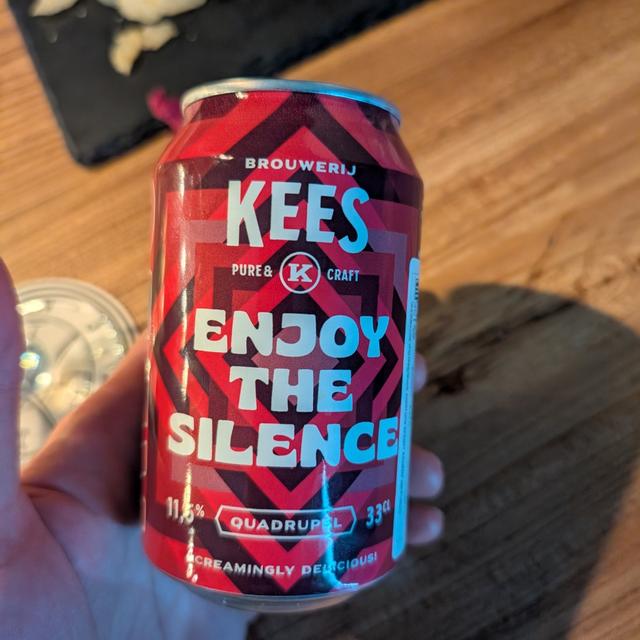 BROUWERIJ
KEES
PURE & K CRAFT
ENJOY
THE
SILENCE
11,5% QUADRUPEL 33CL
SCREAMINGLY DELICIOUS!